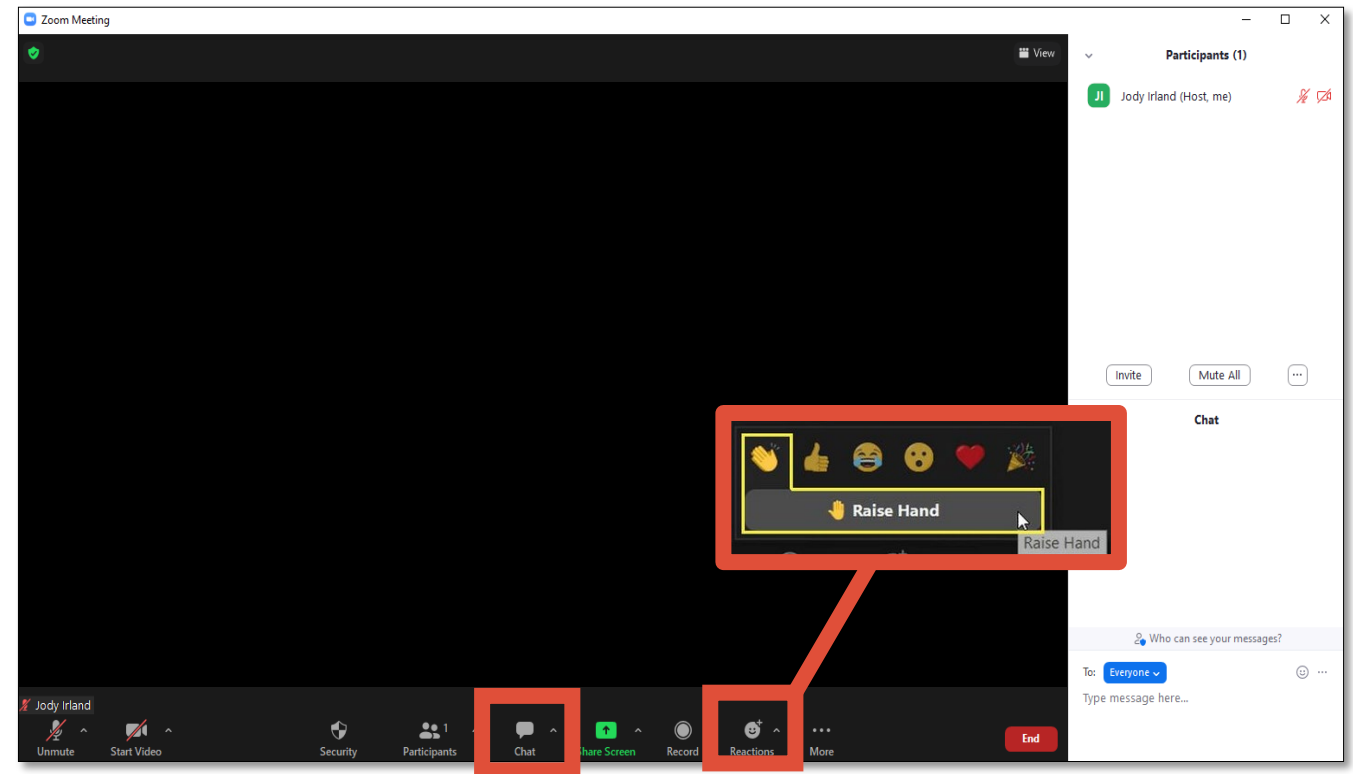 Zoom Meeting
View
Participants (1)
JI Jody Irland (Host, me)
Invite Mute All
Chat
Raise Hand
Raise Hand
Who can see your messages?
To: Everyone
Type message here...
Jody Irland
1
Unmute Start Video Security Participants Chat Share Screen Record Reactions More End